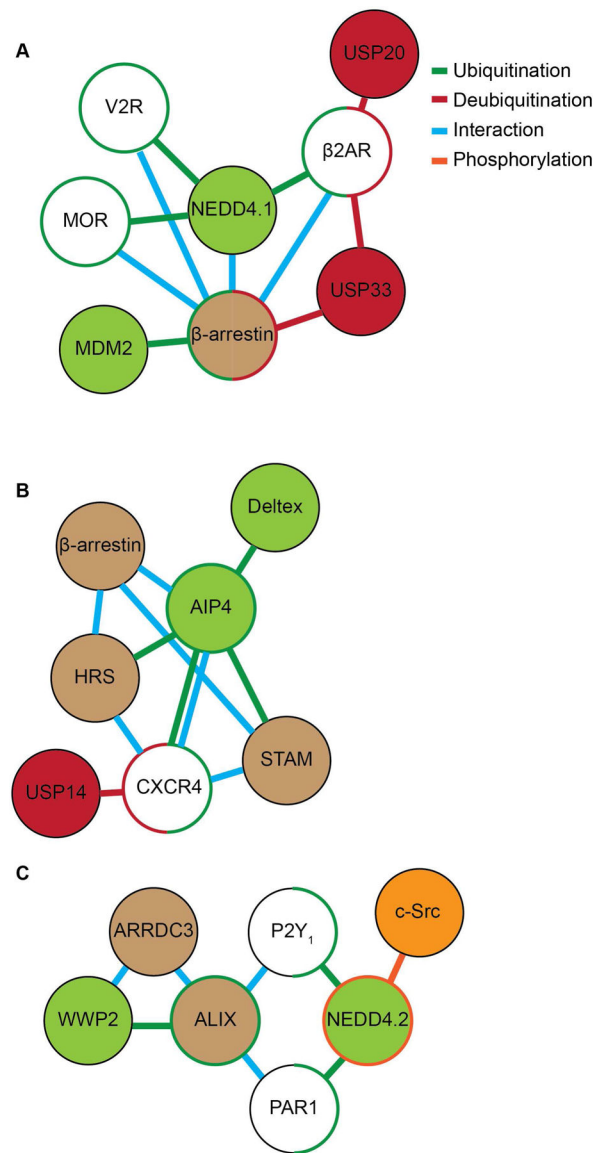 A
USP20
Ubiquitination
Deubiquitination
Interaction
Phosphorylation
V2R
β2AR
NEDD4.1
MOR
USP33
β-arrestin
MDM2
B
Deltex
β-arrestin
AIP4
HRS
STAM
CXCR4
USP14
C
c-Src
ARRDC3
P2Y₁
WWP2
ALIX
NEDD4.2
PAR1